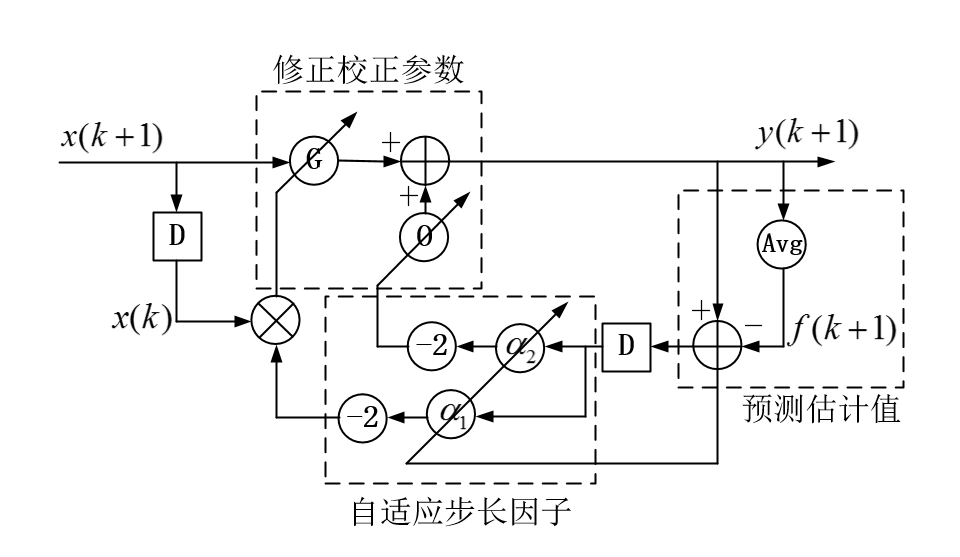 修正校正参数
x(k+1)
y(k+1)
G
+
+
D
0
Avg
x(k)
+
−
f(k+1)
−2
α₂
D
−2
α₁
预测估计值
自适应步长因子